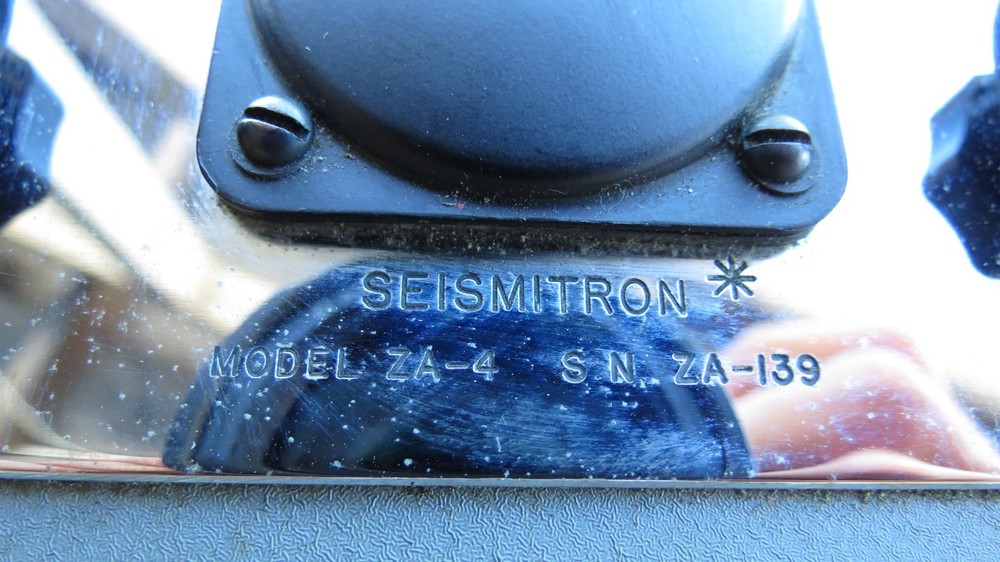 SEISMITRON*
MODEL ZA-4 S N ZA-139